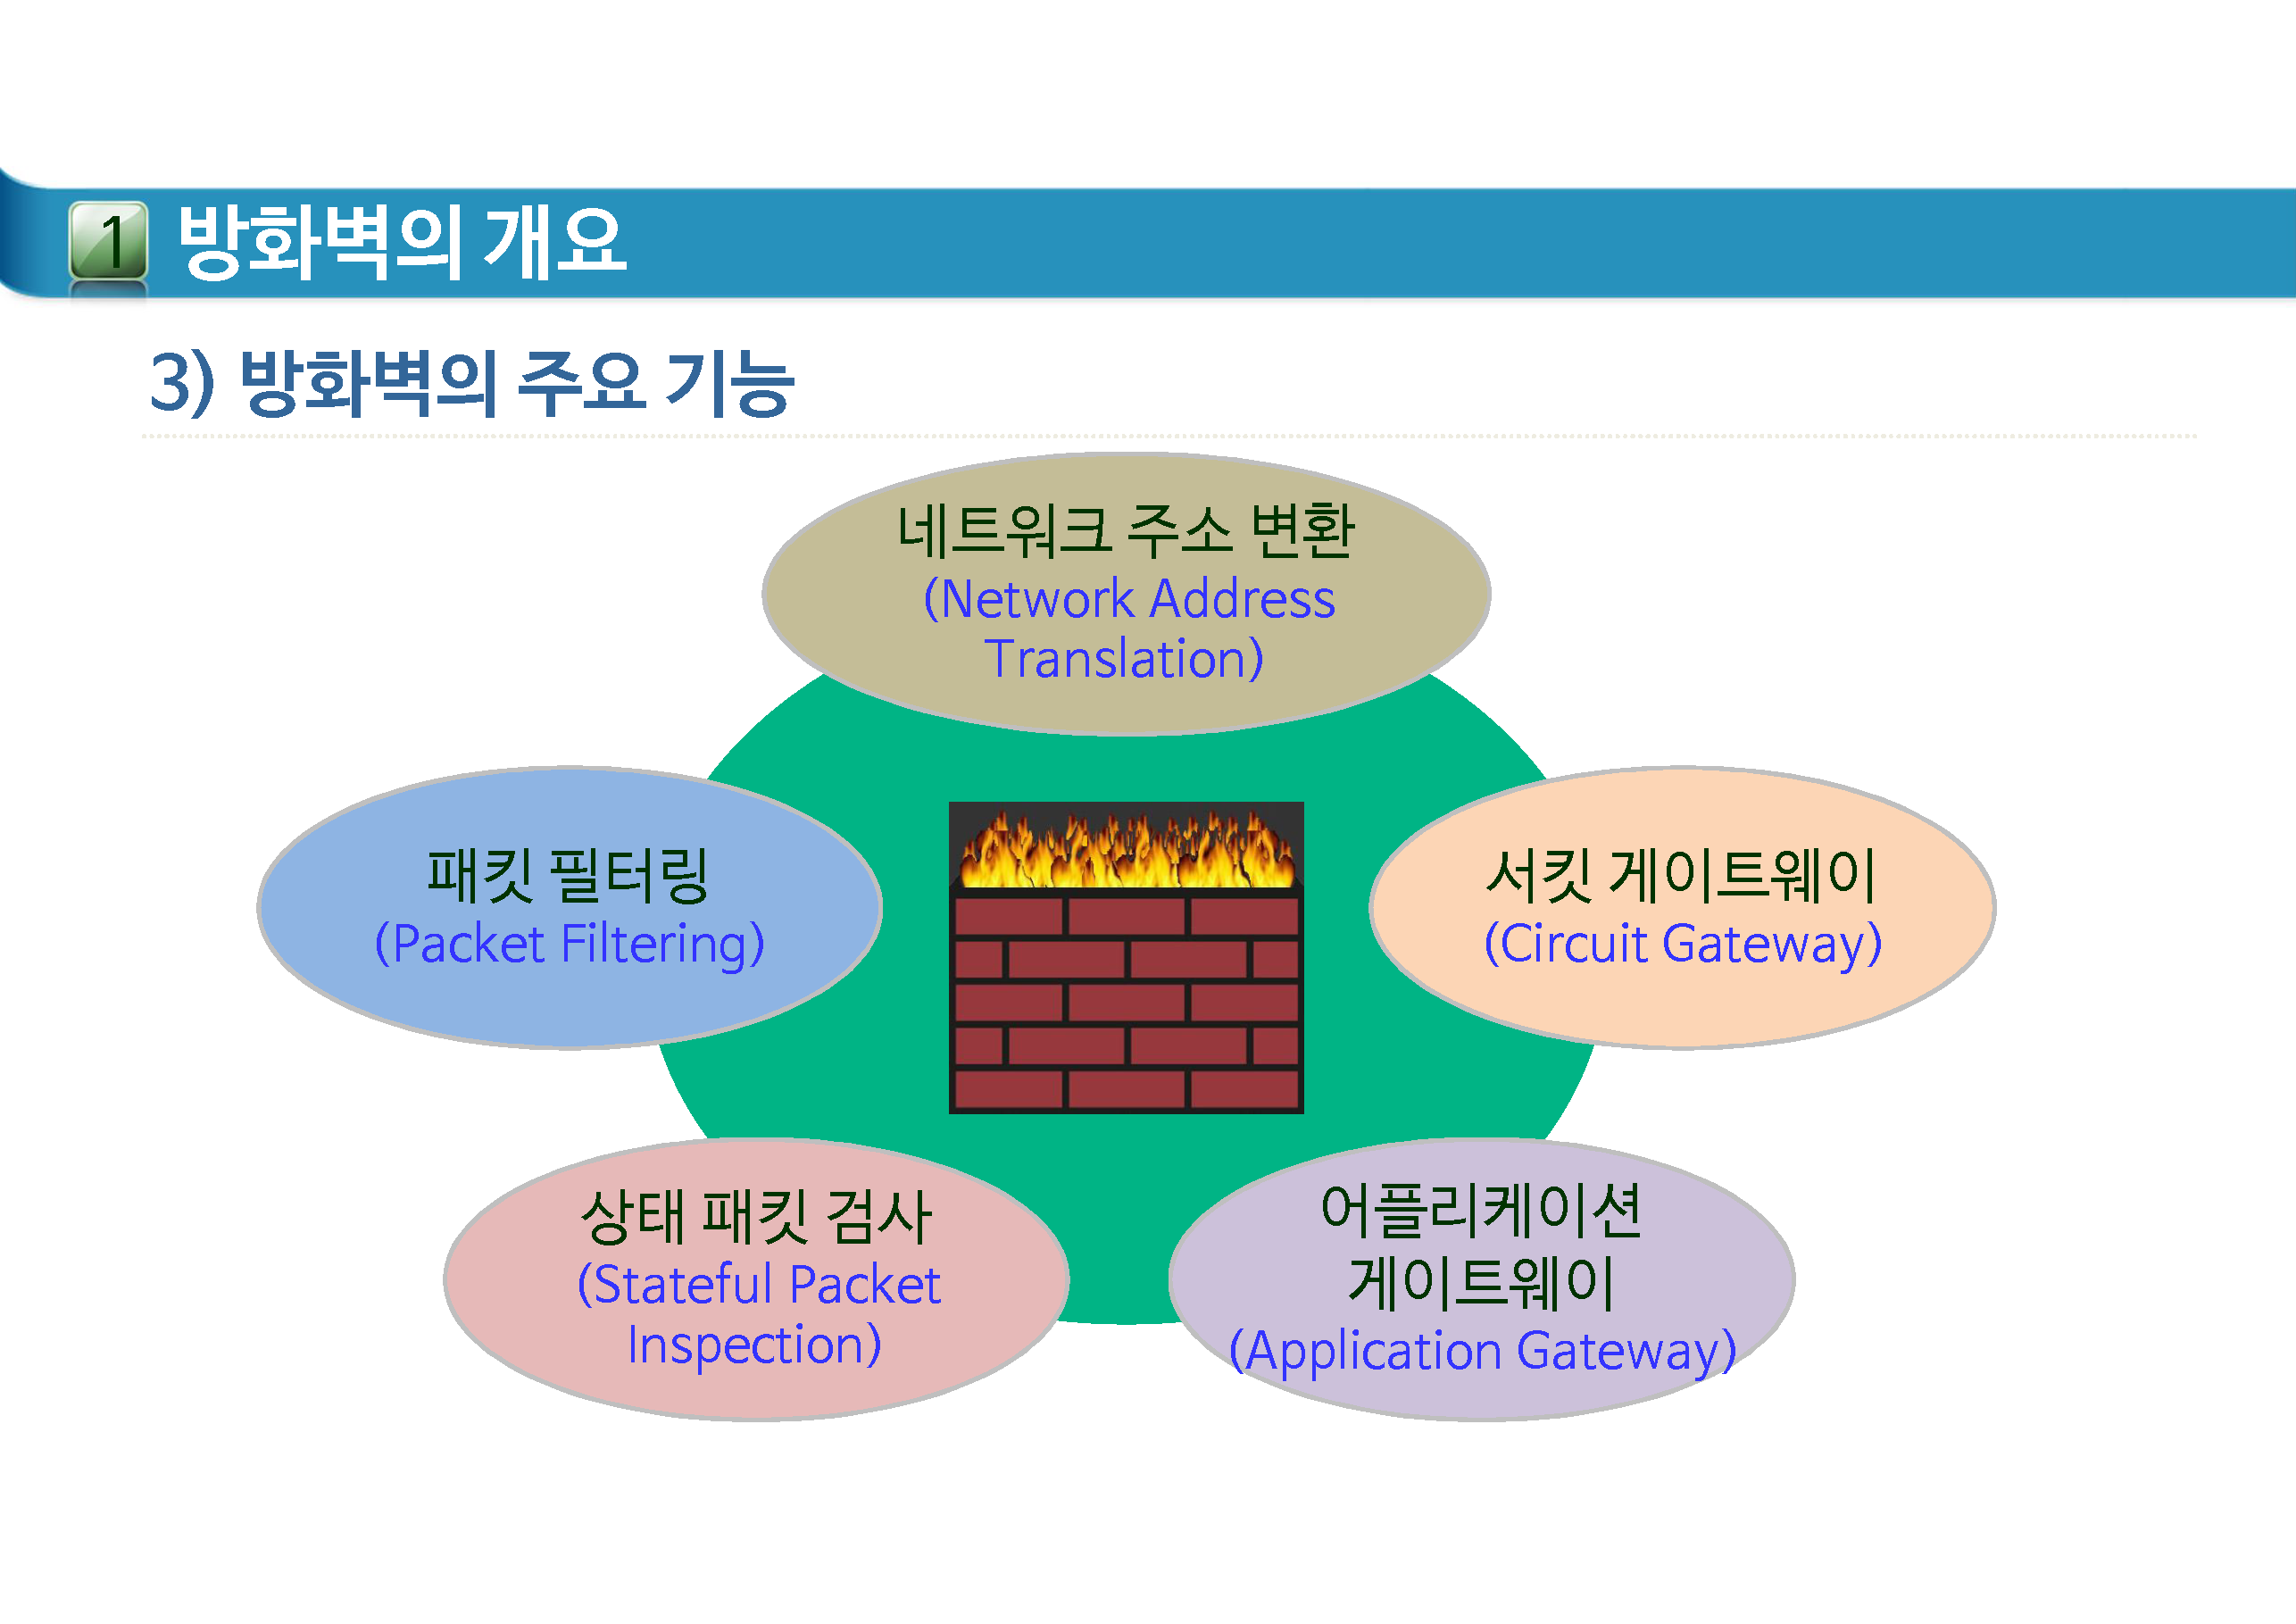 1 방화벽의 개요
3) 방화벽의 주요 기능
네트워크 주소 변환
(Network Address
Translation)
패킷 필터링
(Packet Filtering)
서킷 게이트웨이
(Circuit Gateway)
상태 패킷 검사
(Stateful Packet
Inspection)
어플리케이션
게이트웨이
(Application Gateway)